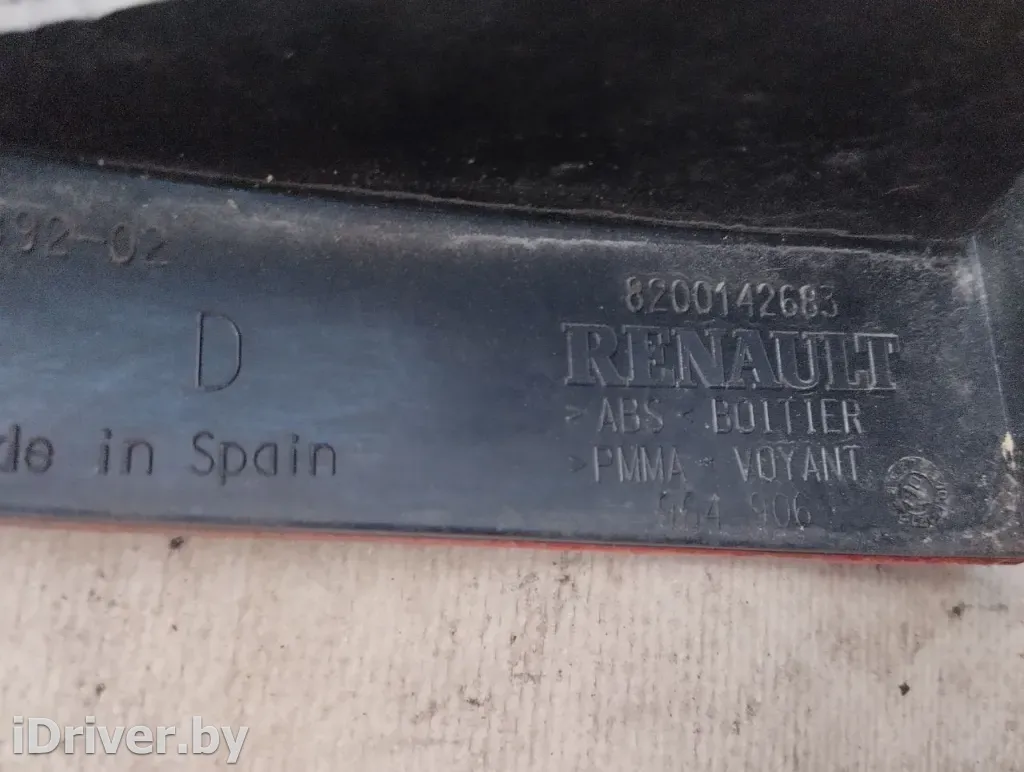 92-02
8200142683
RENAULT
D
>ABS< BOITIER
de in Spain
>PMMA< VOYANT
906
iDriver.by